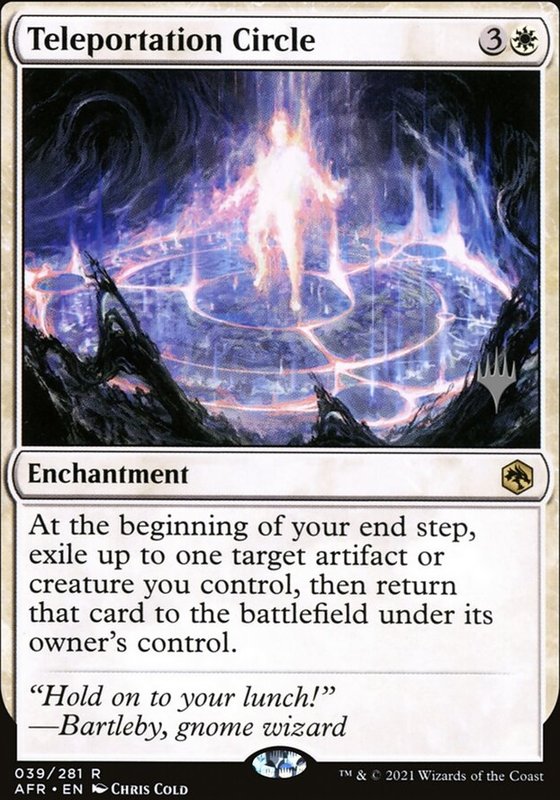 Teleportation Circle 3
Enchantment
At the beginning of your end step,
exile up to one target artifact or
creature you control, then return
that card to the battlefield under its
owner's control.
“Hold on to your lunch!”
—Bartleby, gnome wizard
039/281 R
AFR • EN Chris Cold
™ & © 2021 Wizards of the Coast